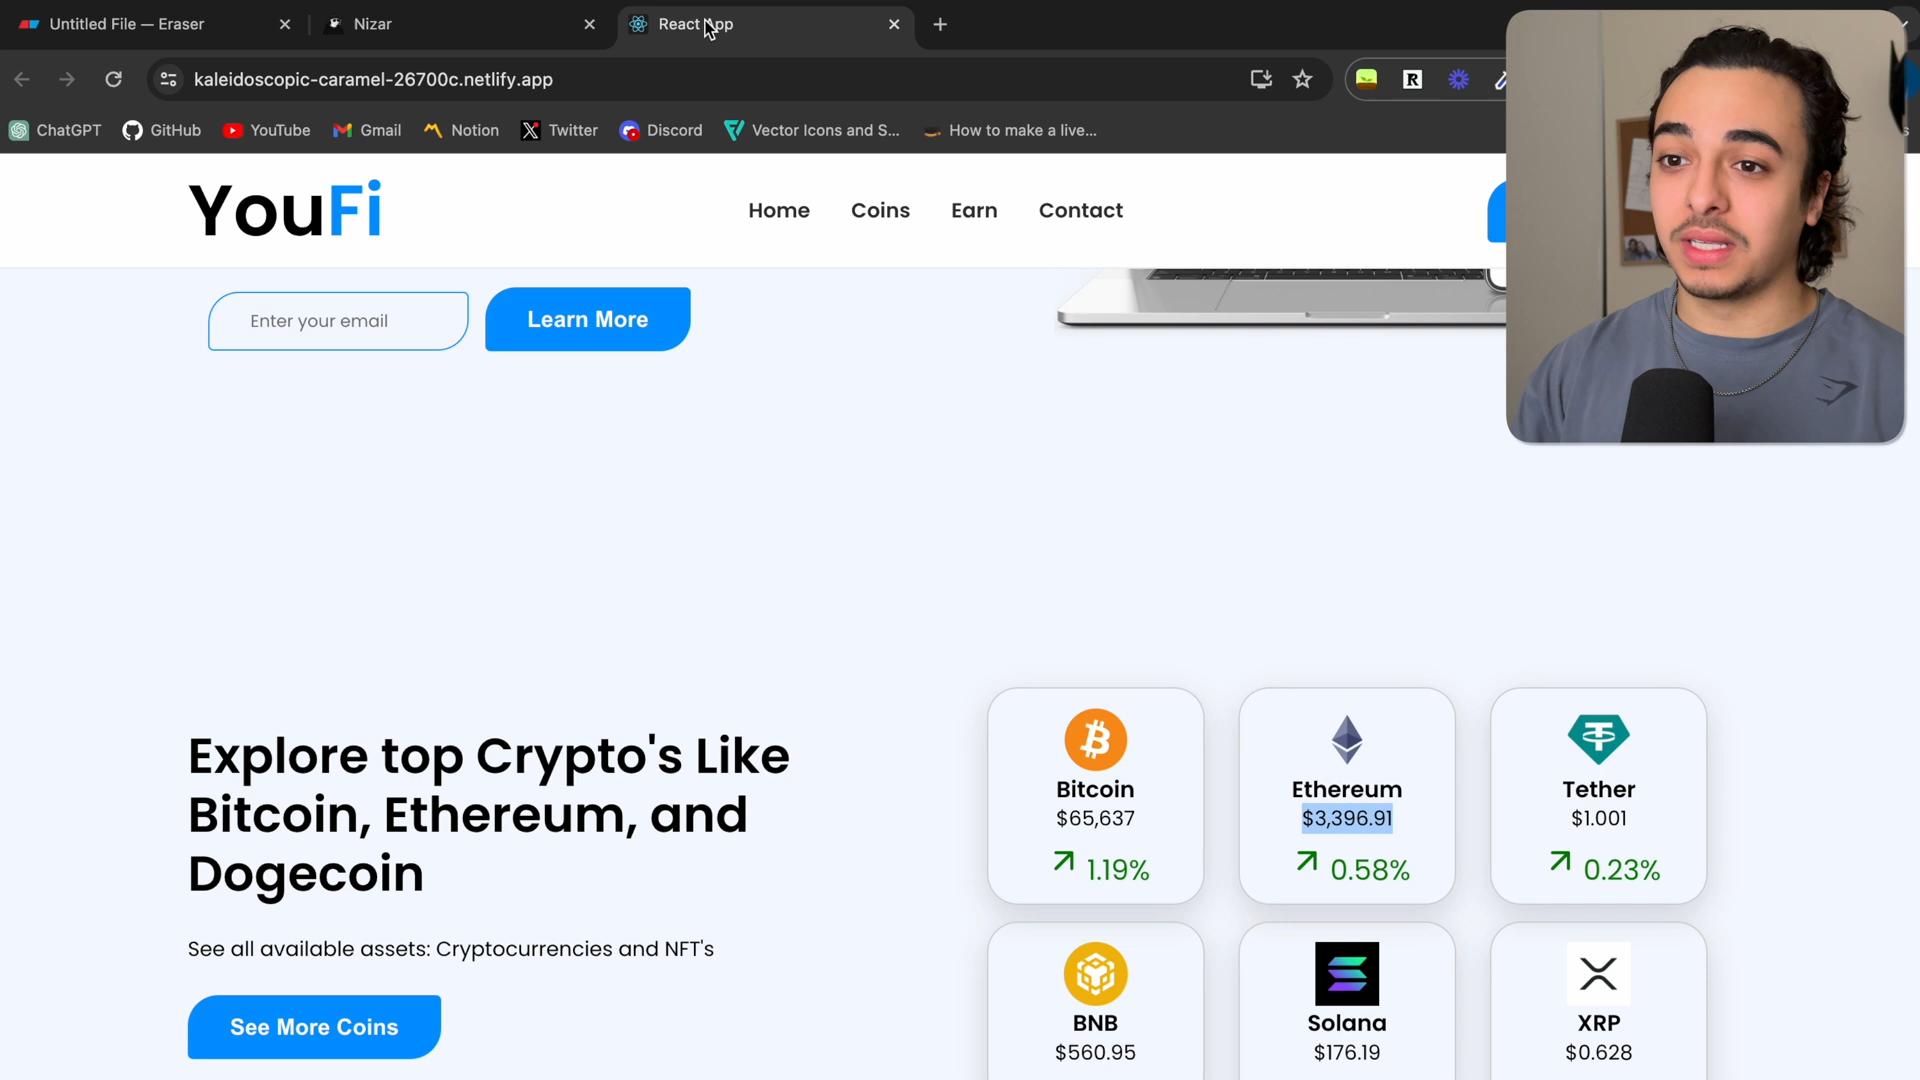 Untitled File — Eraser
Nizar
React App
kaleidoscopic-caramel-26700c.netlify.app
ChatGPT
GitHub
YouTube
Gmail
Notion
Twitter
Discord
Vector Icons and S...
How to make a live...
YouFi
Home
Coins
Earn
Contact
Enter your email
Learn More
Explore top Crypto's Like
Bitcoin, Ethereum, and
Dogecoin
See all available assets: Cryptocurrencies and NFT's
See More Coins
Bitcoin
$65,637
1.19%
Ethereum
$3,396.91
0.58%
Tether
$1.001
0.23%
BNB
$560.95
Solana
$176.19
XRP
$0.628